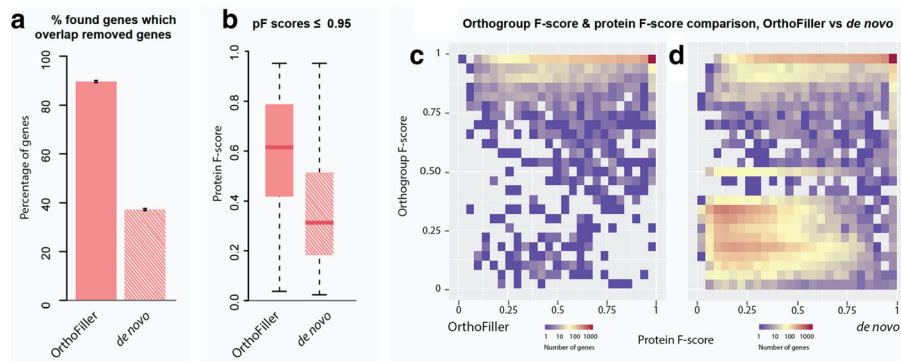 a
% found genes which
overlap removed genes
Percentage of genes
100
80
60
40
20
0
OrthoFiller
de novo
b
pF scores ≤ 0.95
Protein F-score
1.0
0.8
0.6
0.4
0.2
0.0
OrthoFiller
de novo
Orthogroup F-score & protein F-score comparison, OrthoFiller vs de novo
c
d
Orthogroup F-score
1
0.75
0.50
0.25
0
0 0.25 0.5 0.75 1
0 0.25 0.5 0.75 1
OrthoFiller
Protein F-score
de novo
1 10 100 1000
Number of genes
1 10 100 1000
Number of genes